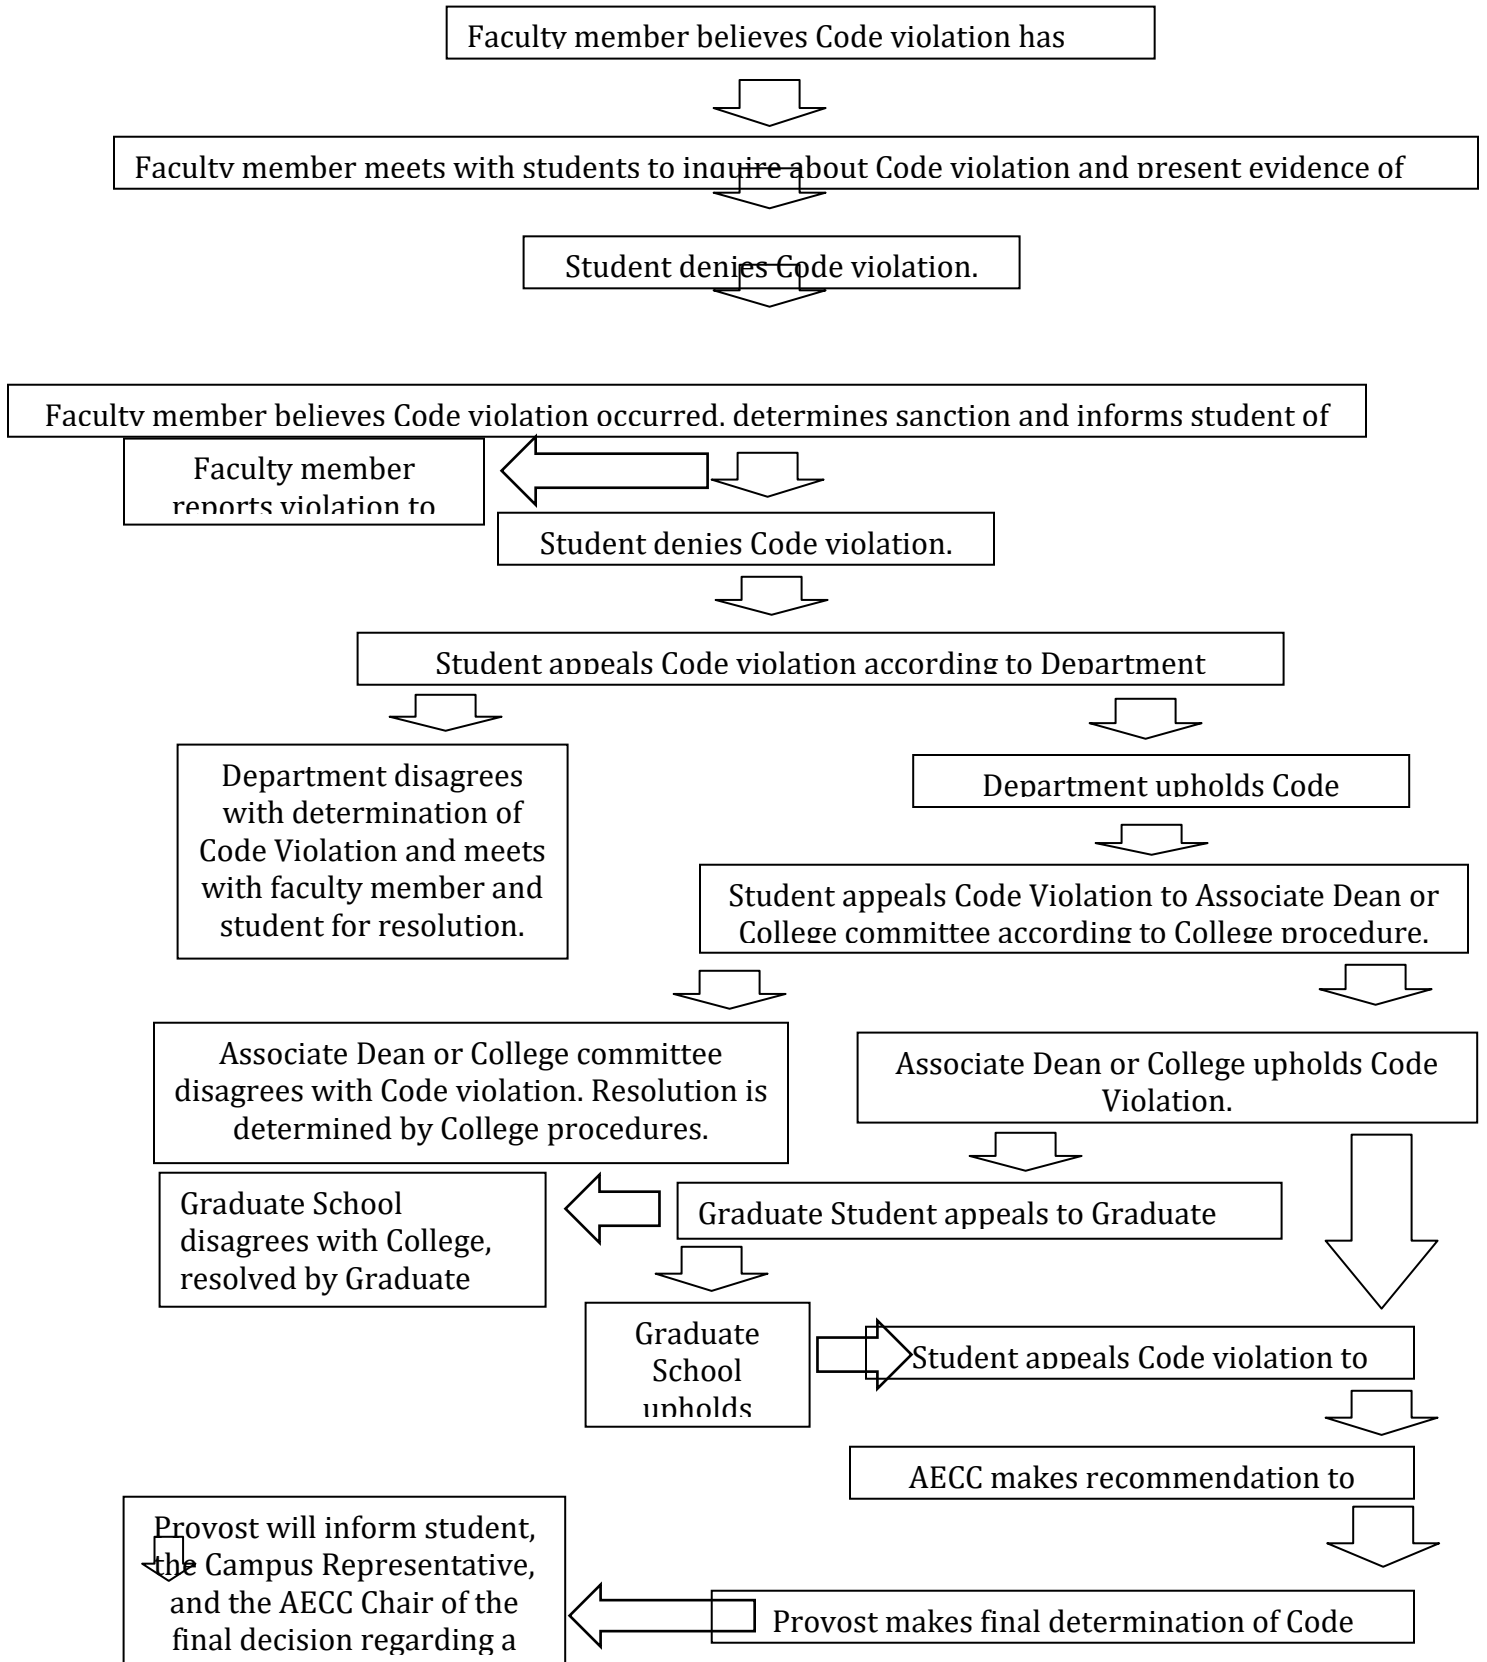 Faculty member believes Code violation has
Faculty member meets with students to inquire about Code violation and present evidence of
Student denies Code violation.
Faculty member believes Code violation occurred, determines sanction and informs student of
Faculty member
reports violation to
Student denies Code violation.
Student appeals Code violation according to Department
Department disagrees
with determination of
Code Violation and meets
with faculty member and
student for resolution.
Department upholds Code
Student appeals Code Violation to Associate Dean or
College committee according to College procedure.
Associate Dean or College committee
disagrees with Code violation. Resolution is
determined by College procedures.
Associate Dean or College upholds Code
Violation.
Graduate School
disagrees with College,
resolved by Graduate
Graduate Student appeals to Graduate
Graduate
School
upholds
Student appeals Code violation to
AECC makes recommendation to
Provost will inform student,
the Campus Representative,
and the AECC Chair of the
final decision regarding a
Provost makes final determination of Code